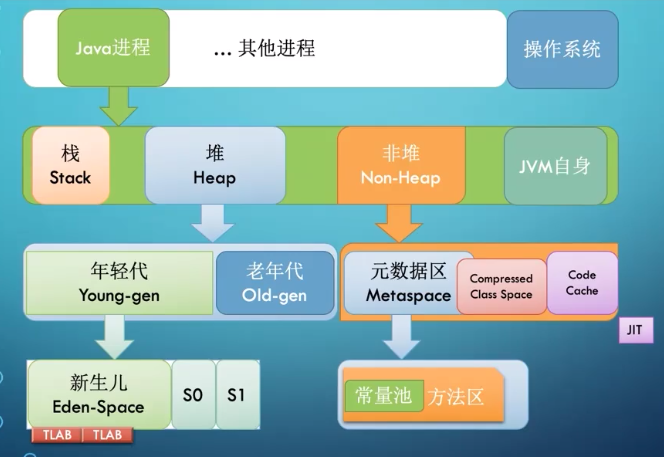 Java进程
... 其他进程
操作系统
栈
Stack
堆
Heap
非堆
Non-Heap
JVM自身
年轻代
Young-gen
老年代
Old-gen
元数据区
Metaspace
Compressed
Class Space
Code
Cache
JIT
新生儿
Eden-Space
S0
S1
常量池
方法区
TLAB
TLAB